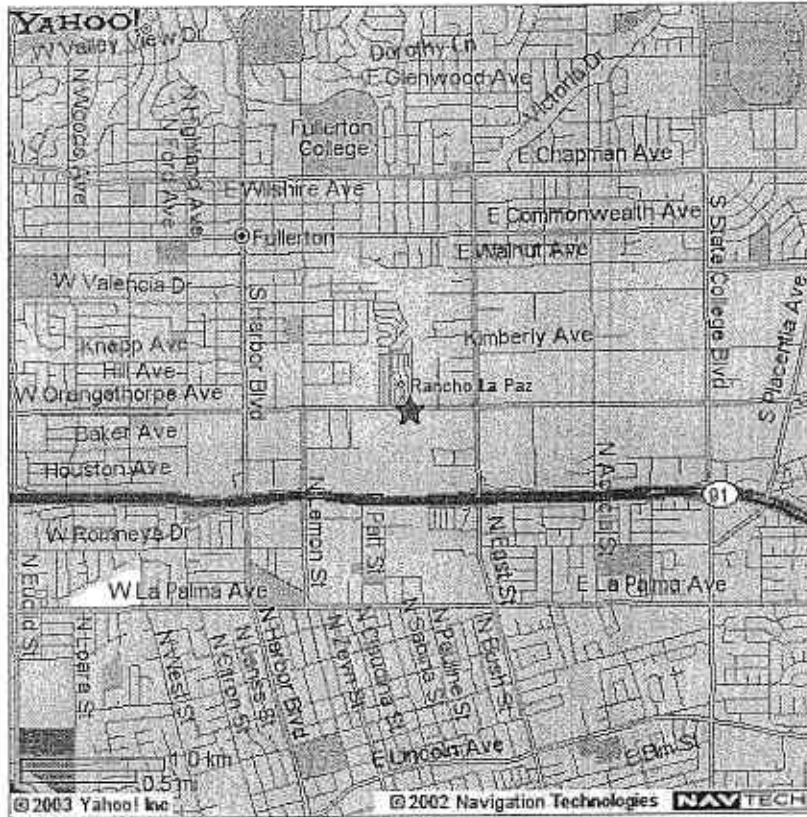 YAHOO!
W Valley View Dr
Dorothy Ln
E Glenwood Ave
Victoria Dr
N Woods Ave
N Highland Ave
N Ford Ave
Fullerton College
E Chapman Ave
E Wilshire Ave
E Commonwealth Ave
Fullerton
E Walnut Ave
S State College Blvd
W Valencia Dr
S Harbor Blvd
Kimberly Ave
S Placentia Ave
Knepp Ave
Hill Ave
Rancho La Paz
W Orangethorpe Ave
Baker Ave
Houston Ave
N Acacia St
91
N Lemon St
W Romneya Dr
Patt St
N East St
N Euclid St
W La Palma Ave
E La Palma Ave
N West St
N Citron St
N Harbor Blvd
N Zeyn St
N Sabina St
N Pauline St
N Bush St
E Lincoln Ave
E Elm St
1.0 km
0.5 mi
©2003 Yahoo! Inc
©2002 Navigation Technologies
NAVTECH